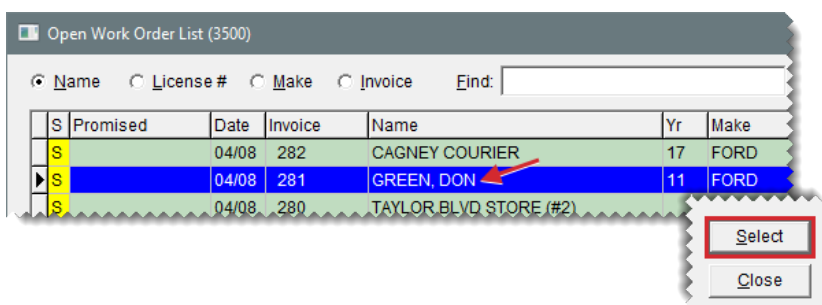 Open Work Order List (3500)
Name License # Make Invoice Find:
S Promised Date Invoice Name Yr Make
S 04/08 282 CAGNEY COURIER 17 FORD
S 04/08 281 GREEN, DON 11 FORD
S 04/08 280 TAYLOR BLVD STORE (#2)
Select
Close